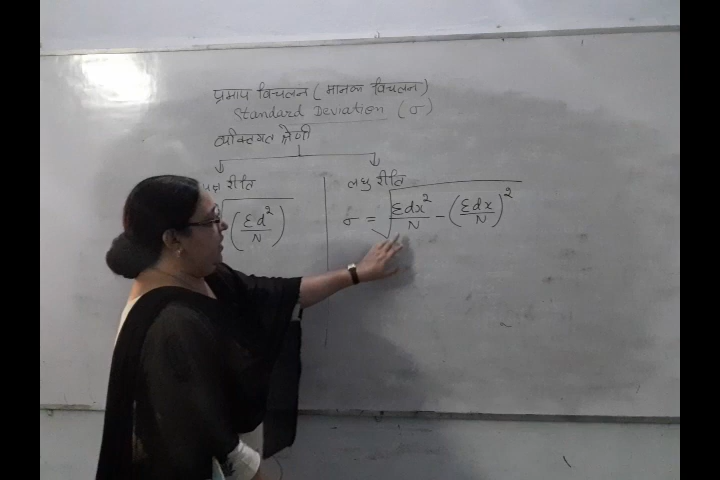 प्रमाप विचलन ( मानक विचलन )
Standard Deviation (σ)
व्यक्तिगत श्रेणी
रीति
√(Σd²/N)
लघु रीति
σ = √Σdx²/N - (Σdx/N)²